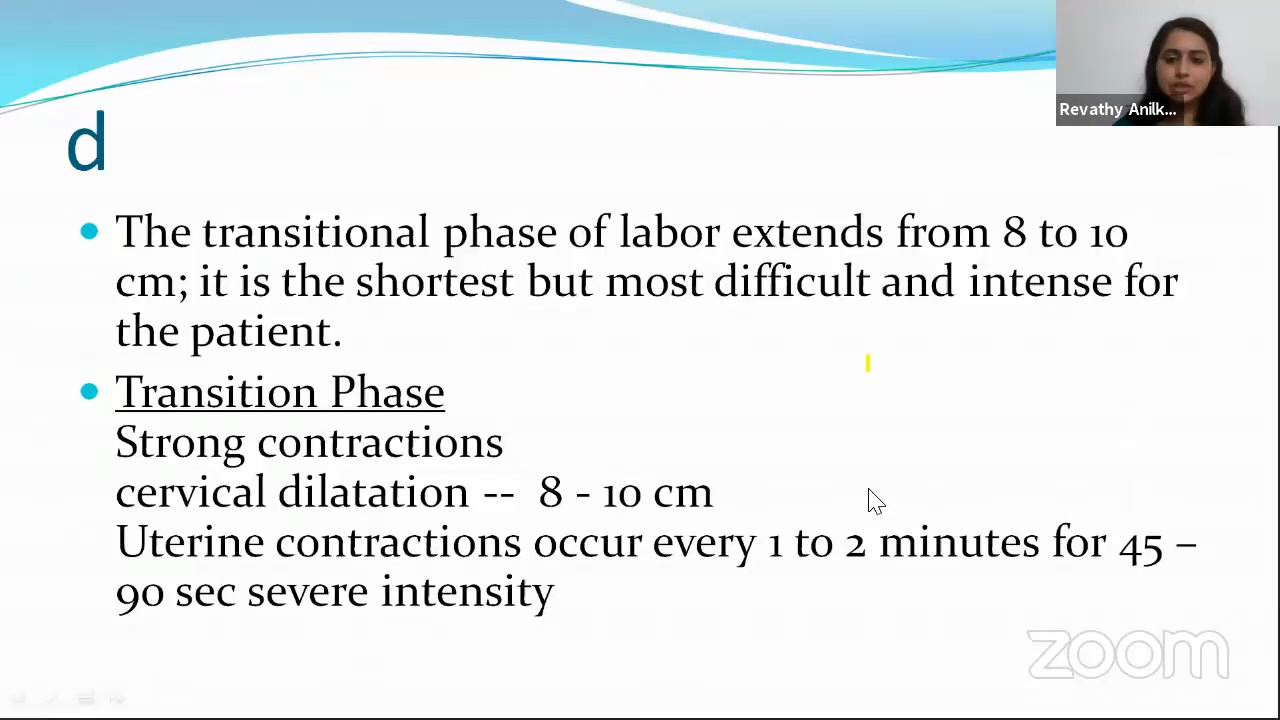 Revathy Anilk...
d
The transitional phase of labor extends from 8 to 10
cm; it is the shortest but most difficult and intense for
the patient.
Transition Phase
Strong contractions
cervical dilatation -- 8 - 10 cm
Uterine contractions occur every 1 to 2 minutes for 45 –
90 sec severe intensity
zoom